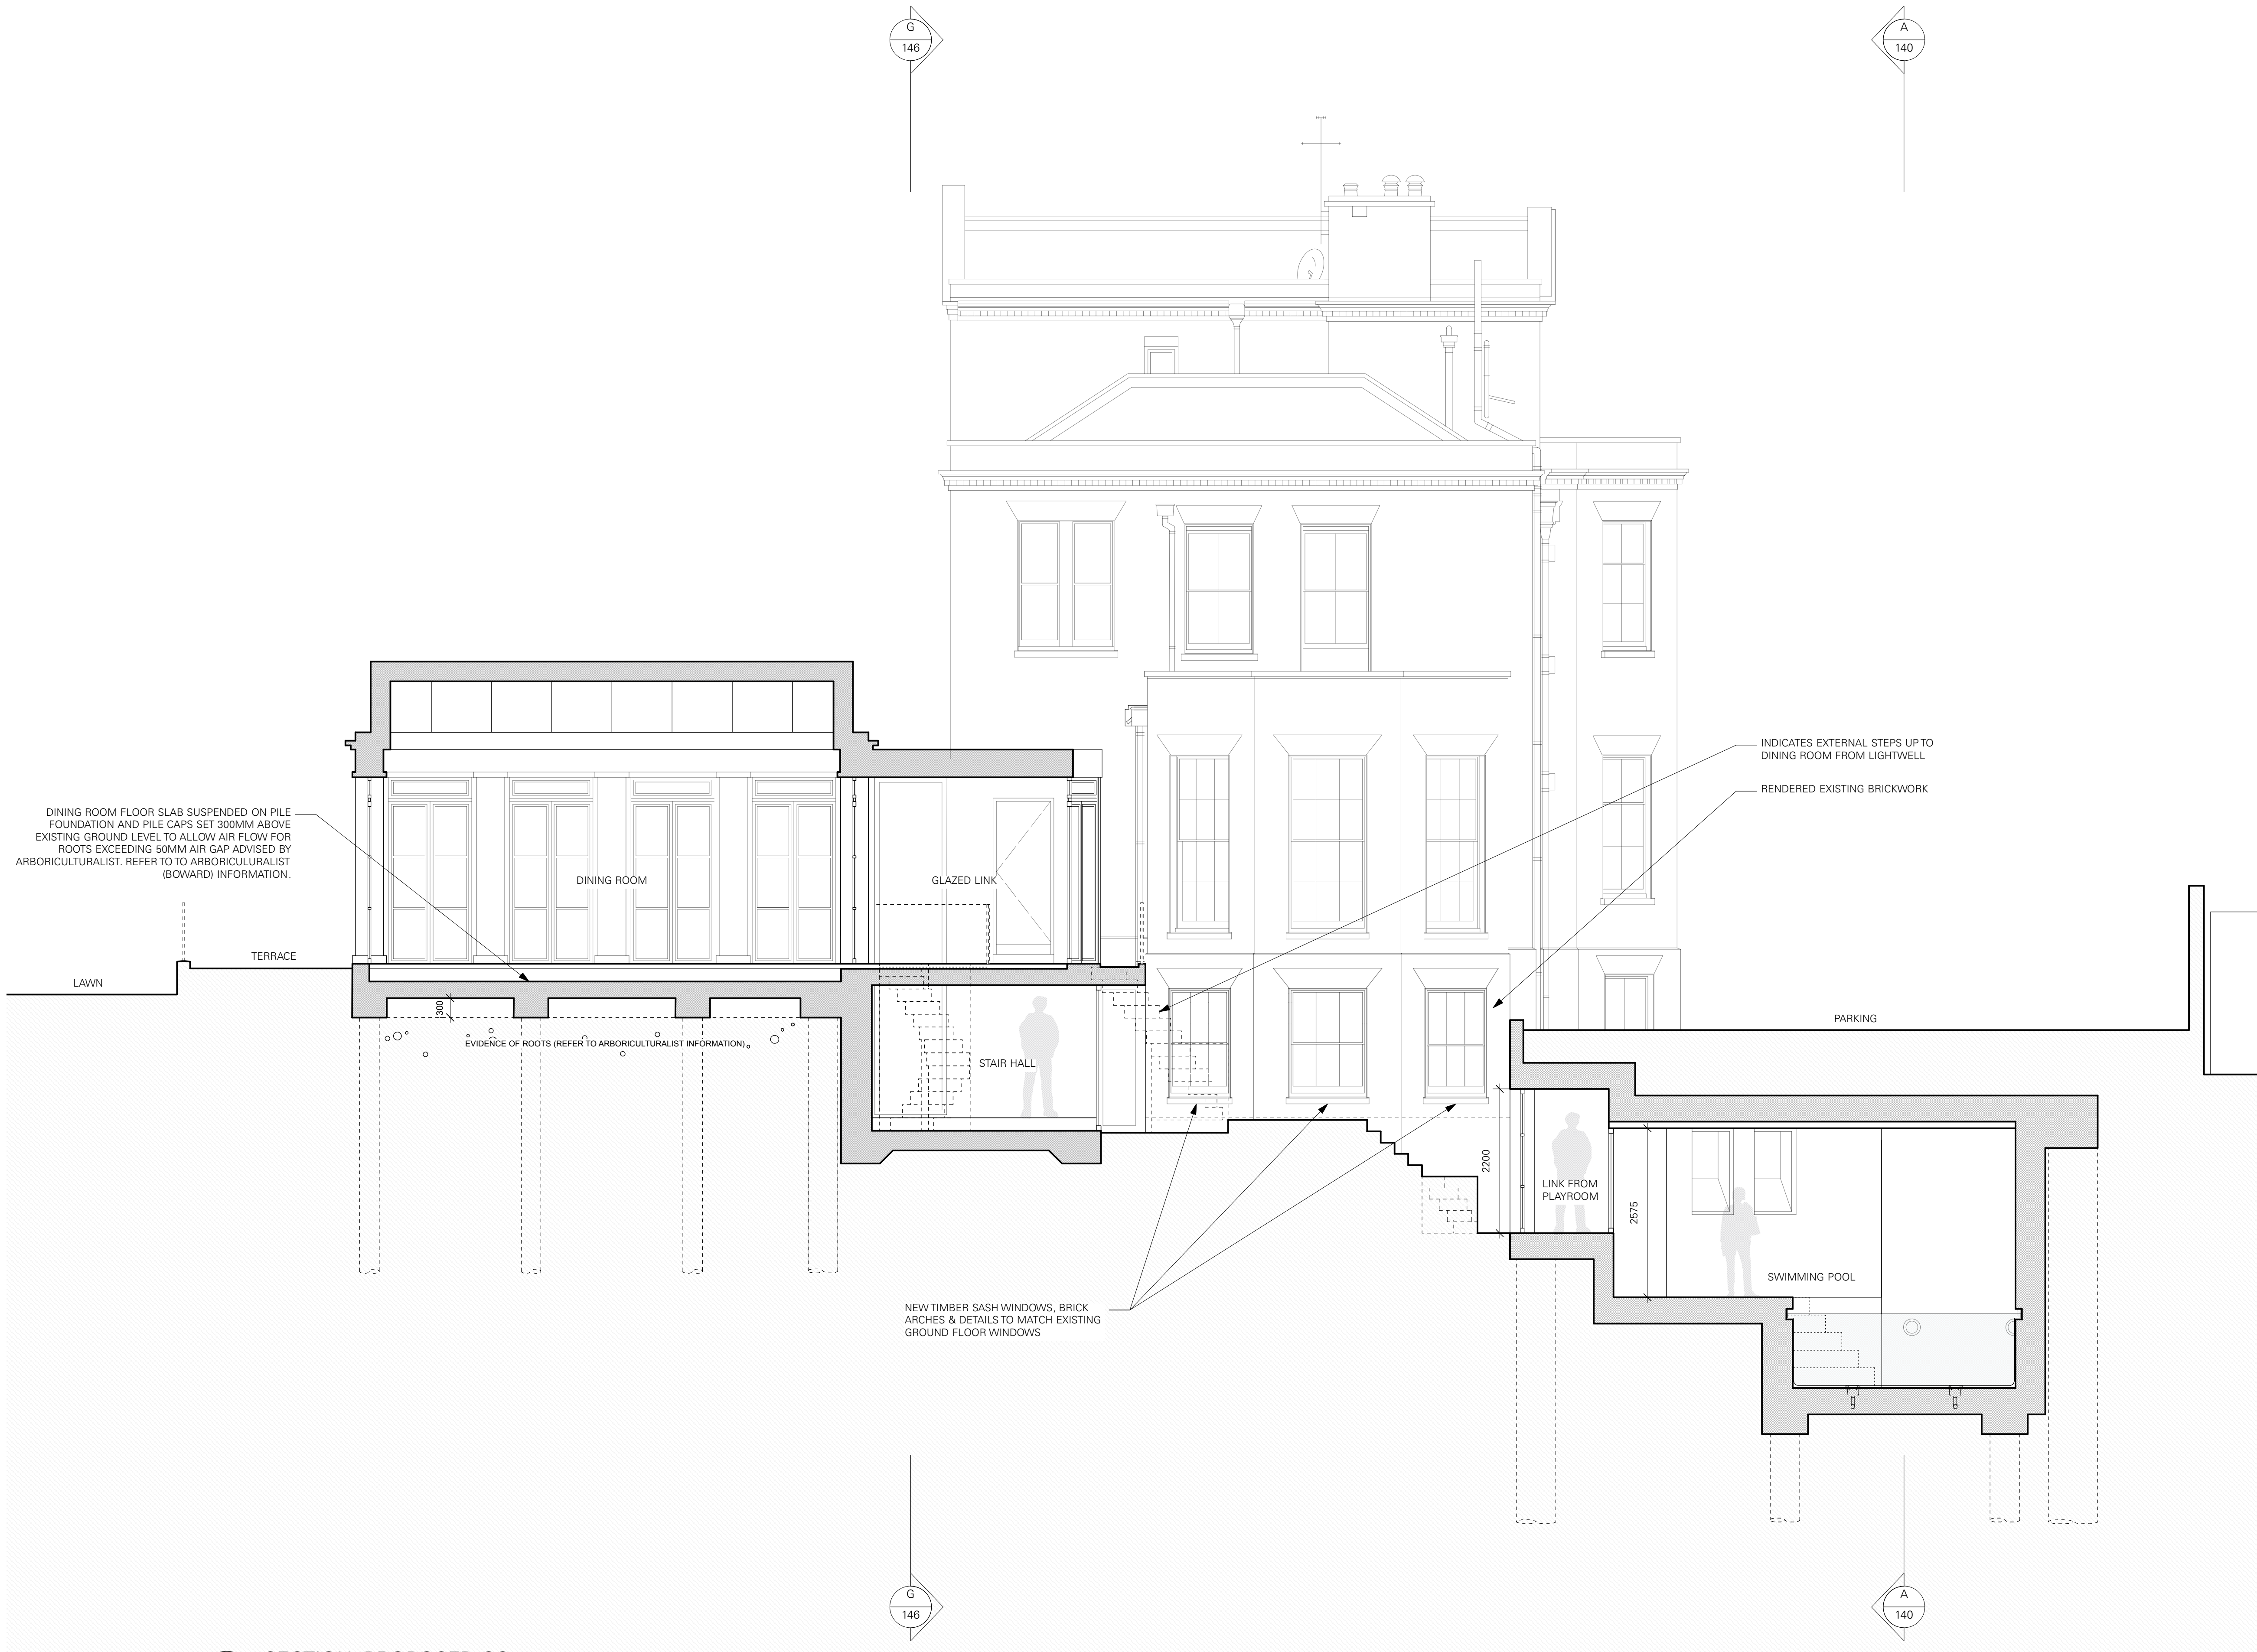 G
146
A
140
INDICATES EXTERNAL STEPS UP TO
DINING ROOM FROM LIGHTWELL
RENDERED EXISTING BRICKWORK
DINING ROOM FLOOR SLAB SUSPENDED ON PILE
FOUNDATION AND PILE CAPS SET 300MM ABOVE
EXISTING GROUND LEVEL TO ALLOW AIR FLOW FOR
ROOTS EXCEEDING 50MM AIR GAP ADVISED BY
ARBORICULTURALIST. REFER TO TO ARBORICULURALIST
(BOWARD) INFORMATION.
DINING ROOM
GLAZED LINK
TERRACE
LAWN
300
PARKING
EVIDENCE OF ROOTS (REFER TO ARBORICULTURALIST INFORMATION)
STAIR HALL
2200
LINK FROM
PLAYROOM
2575
SWIMMING POOL
NEW TIMBER SASH WINDOWS, BRICK
ARCHES & DETAILS TO MATCH EXISTING
GROUND FLOOR WINDOWS
G
146
A
140